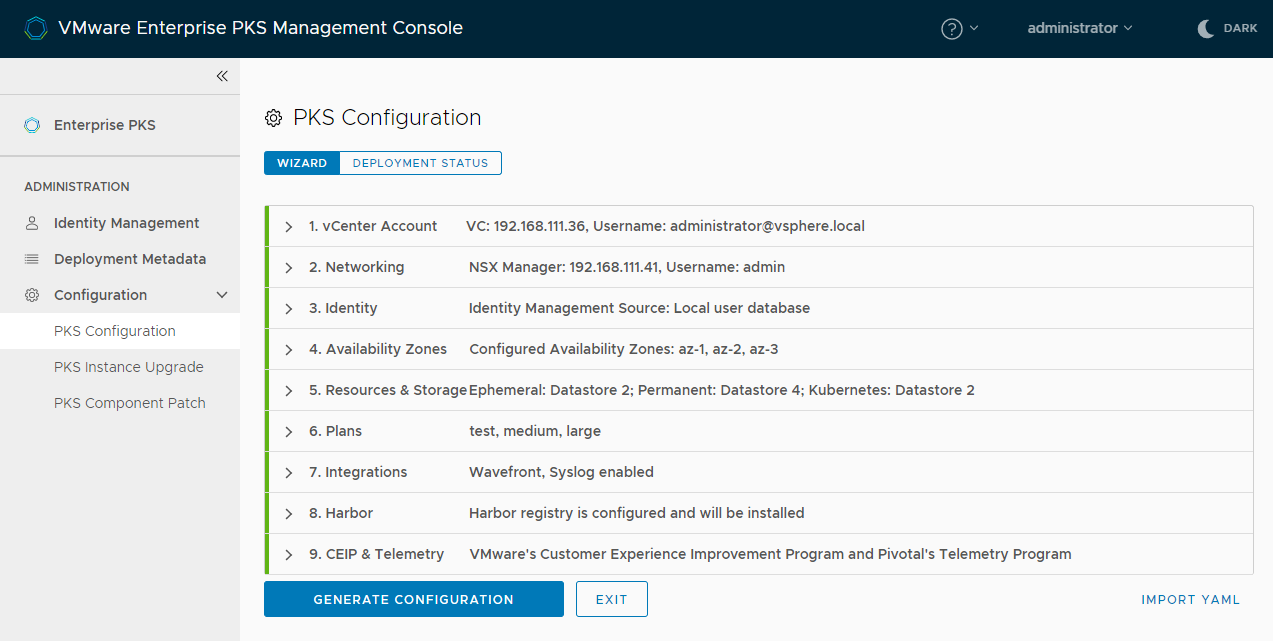 VMware Enterprise PKS Management Console
administrator
DARK
Enterprise PKS
ADMINISTRATION
Identity Management
Deployment Metadata
Configuration
PKS Configuration
PKS Instance Upgrade
PKS Component Patch
PKS Configuration
WIZARD DEPLOYMENT STATUS
1. vCenter Account VC: 192.168.111.36, Username: administrator@vsphere.local
2. Networking NSX Manager: 192.168.111.41, Username: admin
3. Identity Identity Management Source: Local user database
4. Availability Zones Configured Availability Zones: az-1, az-2, az-3
5. Resources & Storage Ephemeral: Datastore 2; Permanent: Datastore 4; Kubernetes: Datastore 2
6. Plans test, medium, large
7. Integrations Wavefront, Syslog enabled
8. Harbor Harbor registry is configured and will be installed
9. CEIP & Telemetry VMware's Customer Experience Improvement Program and Pivotal's Telemetry Program
GENERATE CONFIGURATION EXIT IMPORT YAML